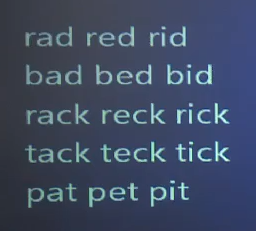 rad red rid
bad bed bid
rack reck rick
tack teck tick
pat pet pit